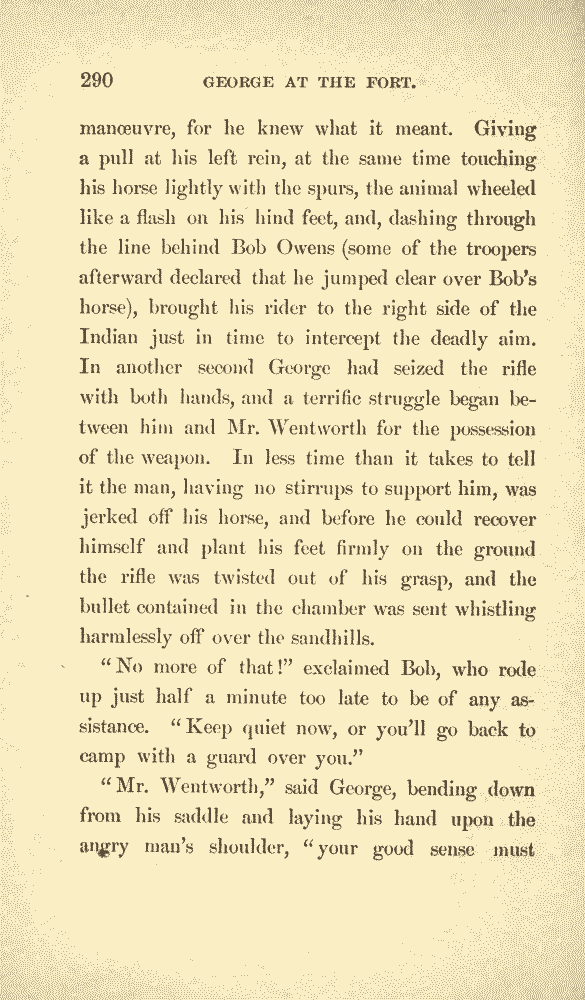 290 GEORGE AT THE FORT.
manœuvre, for he knew what it meant. Giving
a pull at his left rein, at the same time touching
his horse lightly with the spurs, the animal wheeled
like a flash on his hind feet, and, dashing through
the line behind Bob Owens (some of the troopers
afterward declared that he jumped clear over Bob's
horse), brought his rider to the right side of the
Indian just in time to intercept the deadly aim.
In another second George had seized the rifle
with both hands, and a terrific struggle began be-
tween him and Mr. Wentworth for the possession
of the weapon. In less time than it takes to tell
it the man, having no stirrups to support him, was
jerked off his horse, and before he could recover
himself and plant his feet firmly on the ground
the rifle was twisted out of his grasp, and the
bullet contained in the chamber was sent whistling
harmlessly off over the sandhills.
“No more of that!” exclaimed Bob, who rode
up just half a minute too late to be of any as-
sistance. “Keep quiet now, or you'll go back to
camp with a guard over you.”
“Mr. Wentworth,” said George, bending down
from his saddle and laying his hand upon the
angry man's shoulder, “your good sense must